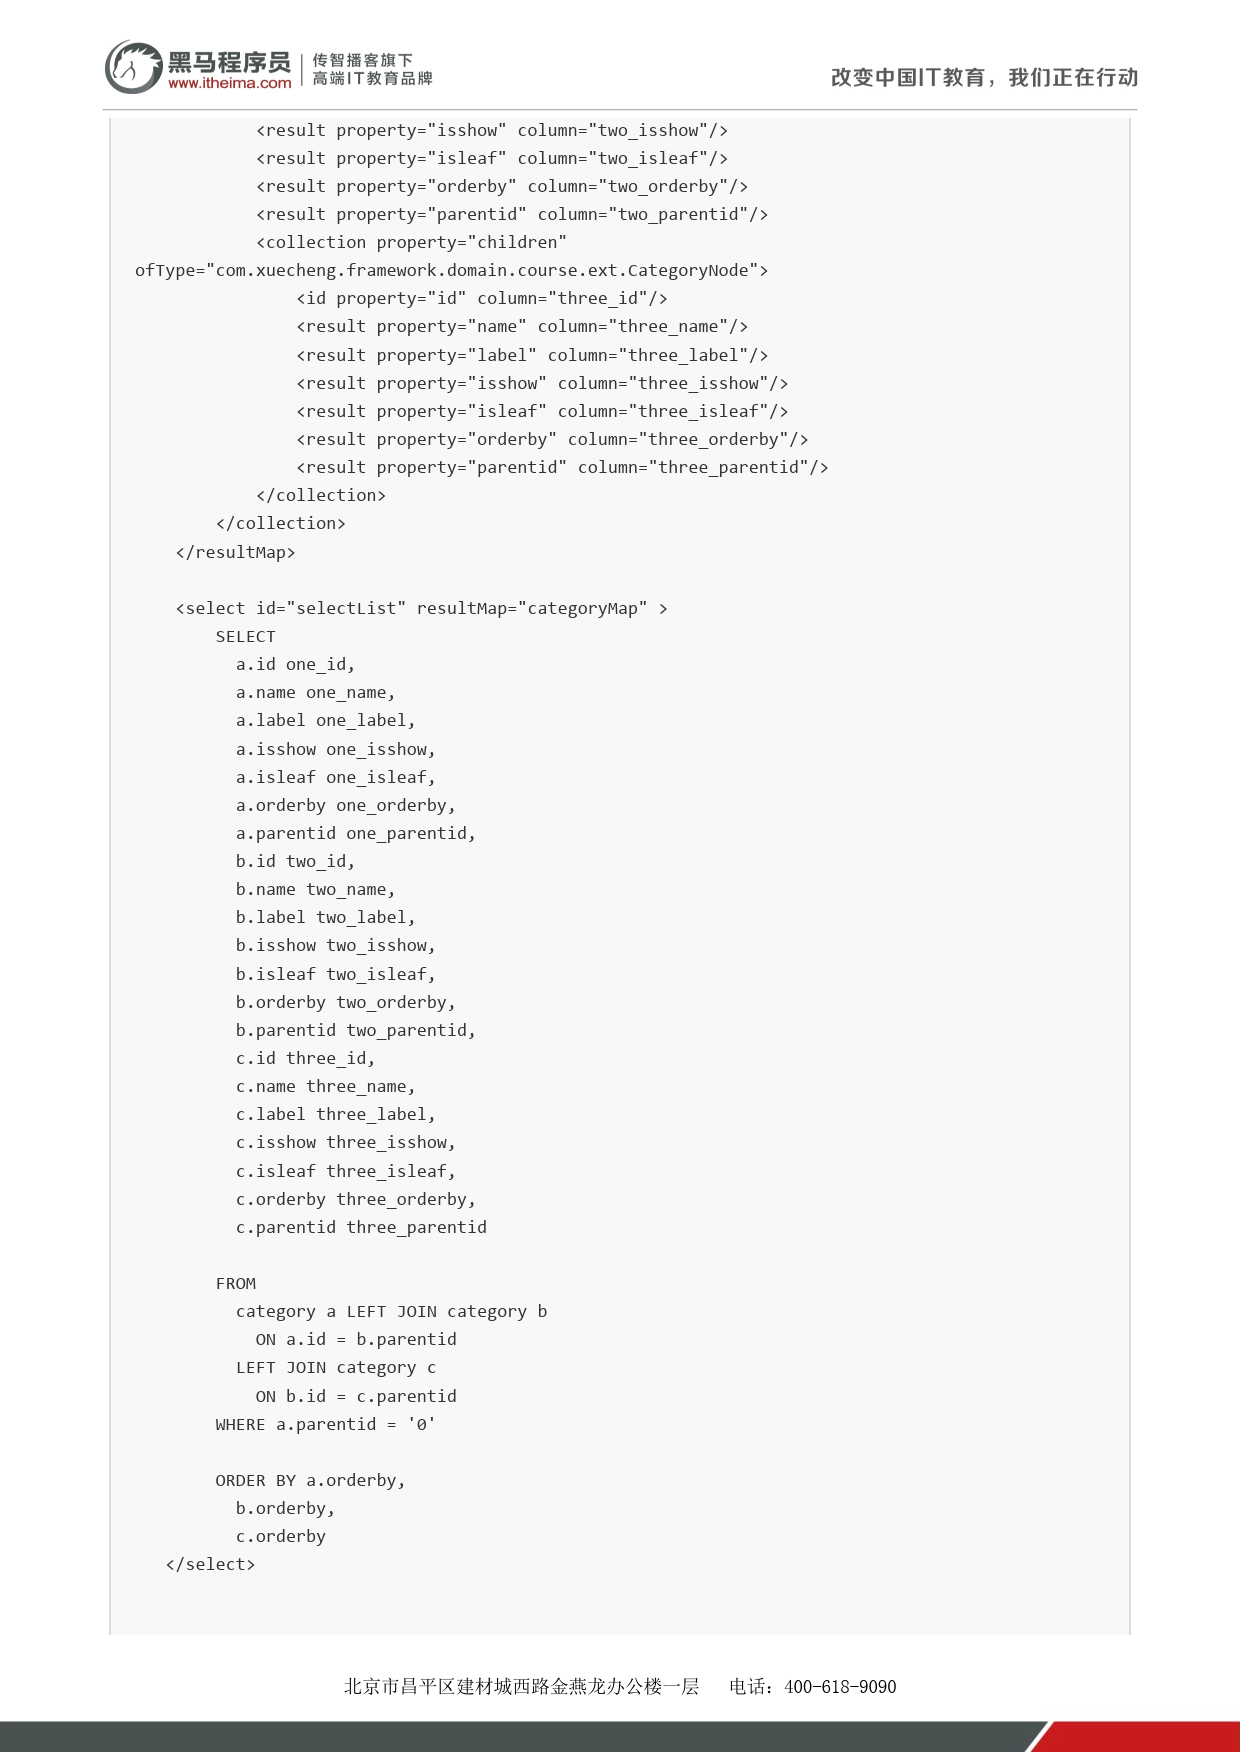 黑马程序员
www.itheima.com
传智播客旗下
高端IT教育品牌
改变中国IT教育，我们正在行动
<result property="isshow" column="two_isshow"/>
<result property="isleaf" column="two_isleaf"/>
<result property="orderby" column="two_orderby"/>
<result property="parentid" column="two_parentid"/>
<collection property="children"
ofType="com.xuecheng.framework.domain.course.ext.CategoryNode">
<id property="id" column="three_id"/>
<result property="name" column="three_name"/>
<result property="label" column="three_label"/>
<result property="isshow" column="three_isshow"/>
<result property="isleaf" column="three_isleaf"/>
<result property="orderby" column="three_orderby"/>
<result property="parentid" column="three_parentid"/>
</collection>
</collection>
</resultMap>
<select id="selectList" resultMap="categoryMap" >
SELECT
a.id one_id,
a.name one_name,
a.label one_label,
a.isshow one_isshow,
a.isleaf one_isleaf,
a.orderby one_orderby,
a.parentid one_parentid,
b.id two_id,
b.name two_name,
b.label two_label,
b.isshow two_isshow,
b.isleaf two_isleaf,
b.orderby two_orderby,
b.parentid two_parentid,
c.id three_id,
c.name three_name,
c.label three_label,
c.isshow three_isshow,
c.isleaf three_isleaf,
c.orderby three_orderby,
c.parentid three_parentid
FROM
category a LEFT JOIN category b
ON a.id = b.parentid
LEFT JOIN category c
ON b.id = c.parentid
WHERE a.parentid = '0'
ORDER BY a.orderby,
b.orderby,
c.orderby
</select>
北京市昌平区建材城西路金燕龙办公楼一层 电话：400-618-9090